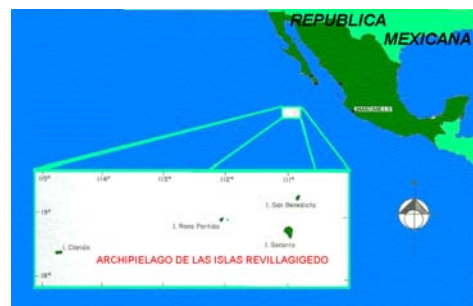 REPUBLICA
MEXICANA
MANZANILLO
115° 114° 113° 112° 111°
I. San Benedicto
19°
I. Roca Partida
I. Socorro
I. Clarión
ARCHIPIELAGO DE LAS ISLAS REVILLAGIGEDO
18°